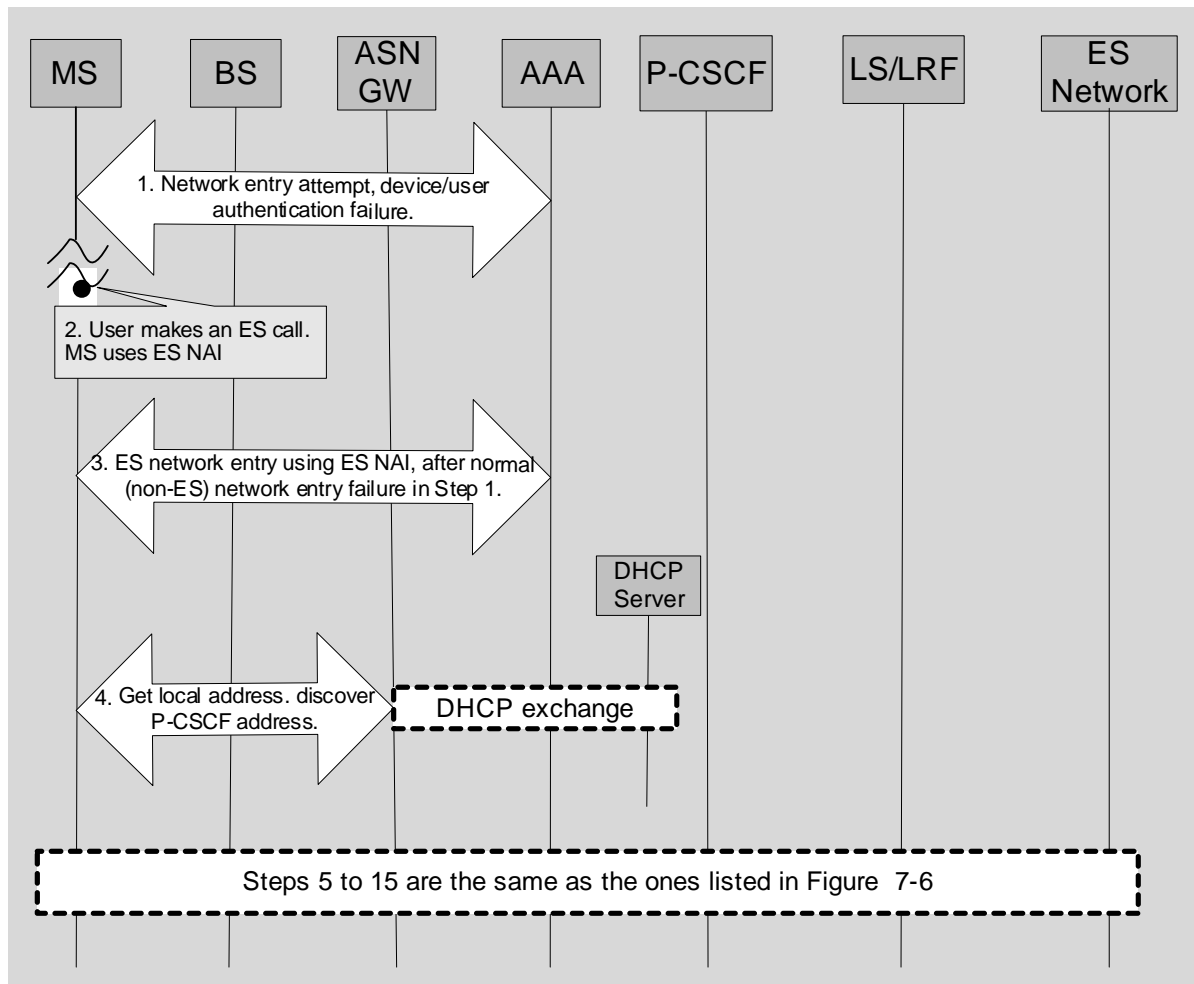 MS
BS
ASN
GW
AAA
P-CSCF
LS/LRF
ES
Network
1. Network entry attempt, device/user
authentication failure.
2. User makes an ES call.
MS uses ES NAI
3. ES network entry using ES NAI, after normal
(non-ES) network entry failure in Step 1.
DHCP
Server
4. Get local address. discover
P-CSCF address.
DHCP exchange
Steps 5 to 15 are the same as the ones listed in Figure 7-6